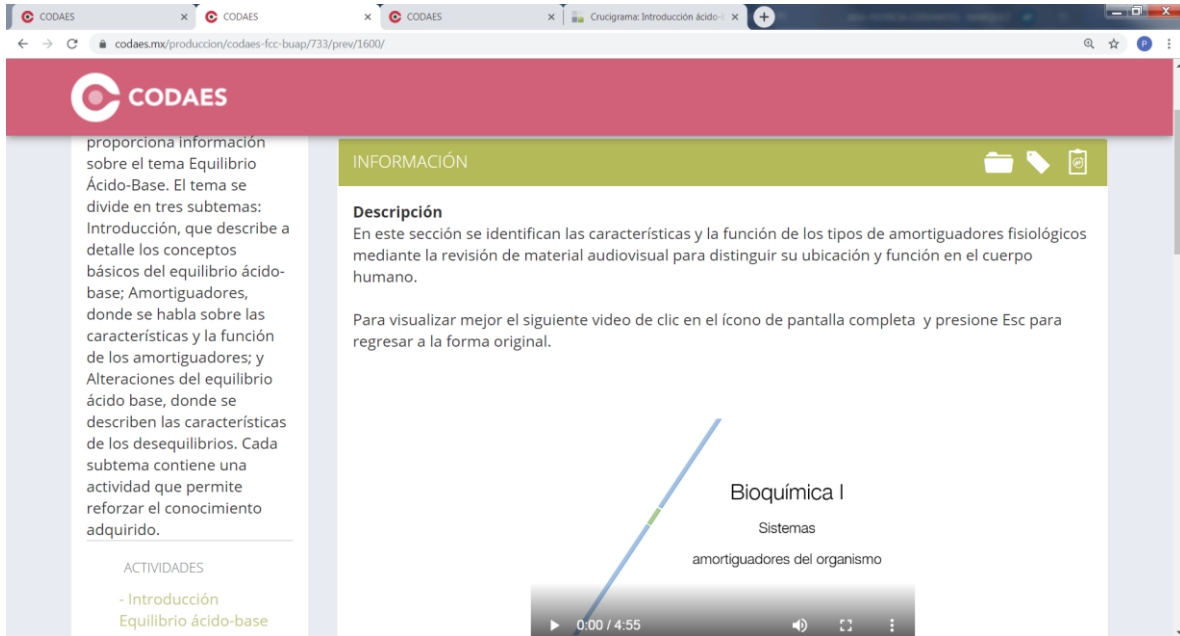 CODAES
CODAES
CODAES
Crucigrama: Introducción ácido-
codaes.mx/produccion/codaes-fcc-buap/733/prev/1600/
P
CODAES
proporciona información
sobre el tema Equilibrio
Ácido-Base. El tema se
divide en tres subtemas:
Introducción, que describe a
detalle los conceptos
básicos del equilibrio ácido-
base; Amortiguadores,
donde se habla sobre las
características y la función
de los amortiguadores; y
Alteraciones del equilibrio
ácido base, donde se
describen las características
de los desequilibrios. Cada
subtema contiene una
actividad que permite
reforzar el conocimiento
adquirido.
ACTIVIDADES
- Introducción
Equilibrio ácido-base
INFORMACIÓN
Descripción
En este sección se identifican las características y la función de los tipos de amortiguadores fisiológicos
mediante la revisión de material audiovisual para distinguir su ubicación y función en el cuerpo
humano.
Para visualizar mejor el siguiente video de clic en el ícono de pantalla completa y presione Esc para
regresar a la forma original.
Bioquímica I
Sistemas
amortiguadores del organismo
0:00 / 4:55